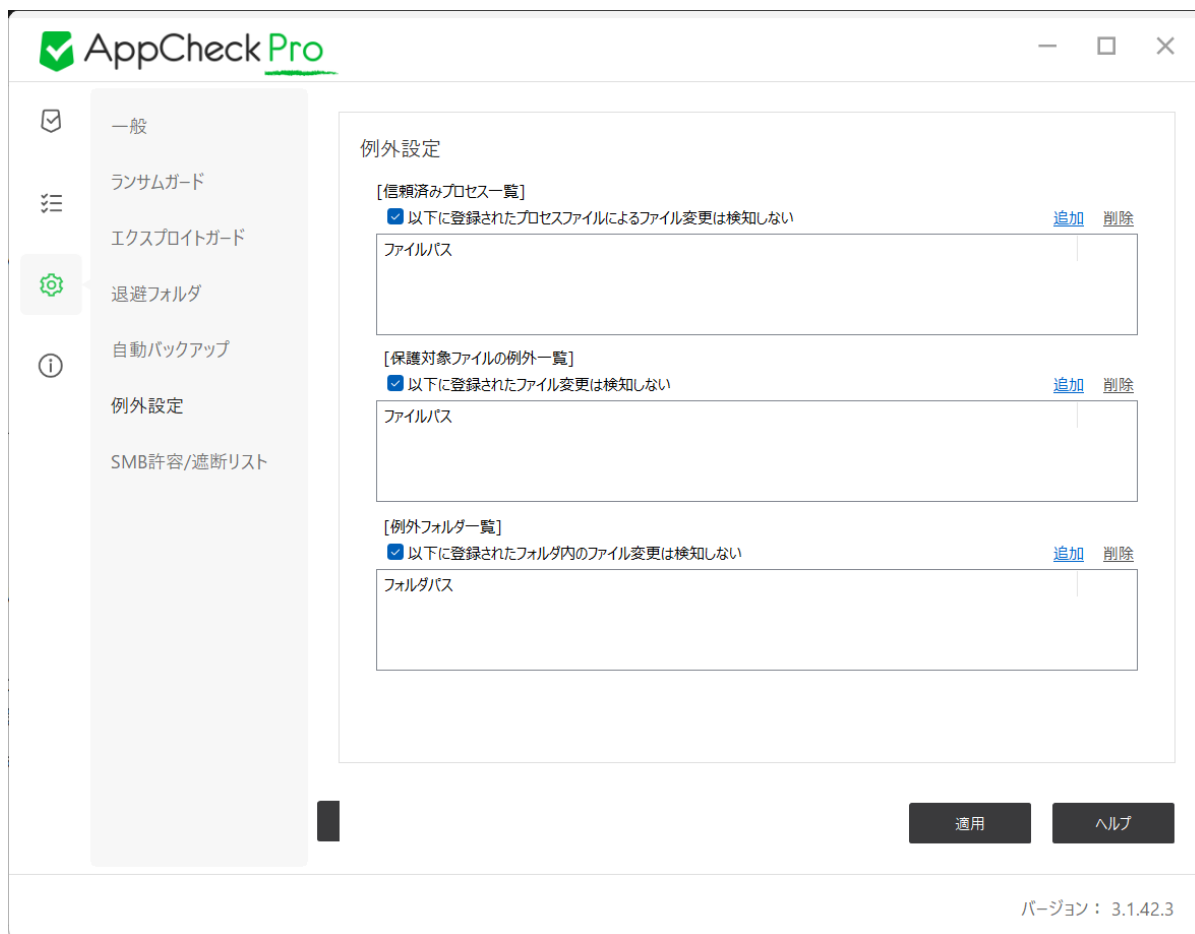 AppCheck Pro
一般
ランサムガード
エクスプロイトガード
退避フォルダ
自動バックアップ
例外設定
SMB許容/遮断リスト
例外設定
[信頼済みプロセス一覧]
以下に登録されたプロセスファイルによるファイル変更は検知しない 追加 削除
ファイルパス
[保護対象ファイルの例外一覧]
以下に登録されたファイル変更は検知しない 追加 削除
ファイルパス
[例外フォルダ一覧]
以下に登録されたフォルダ内のファイル変更は検知しない 追加 削除
フォルダパス
適用 ヘルプ
バージョン： 3.1.42.3